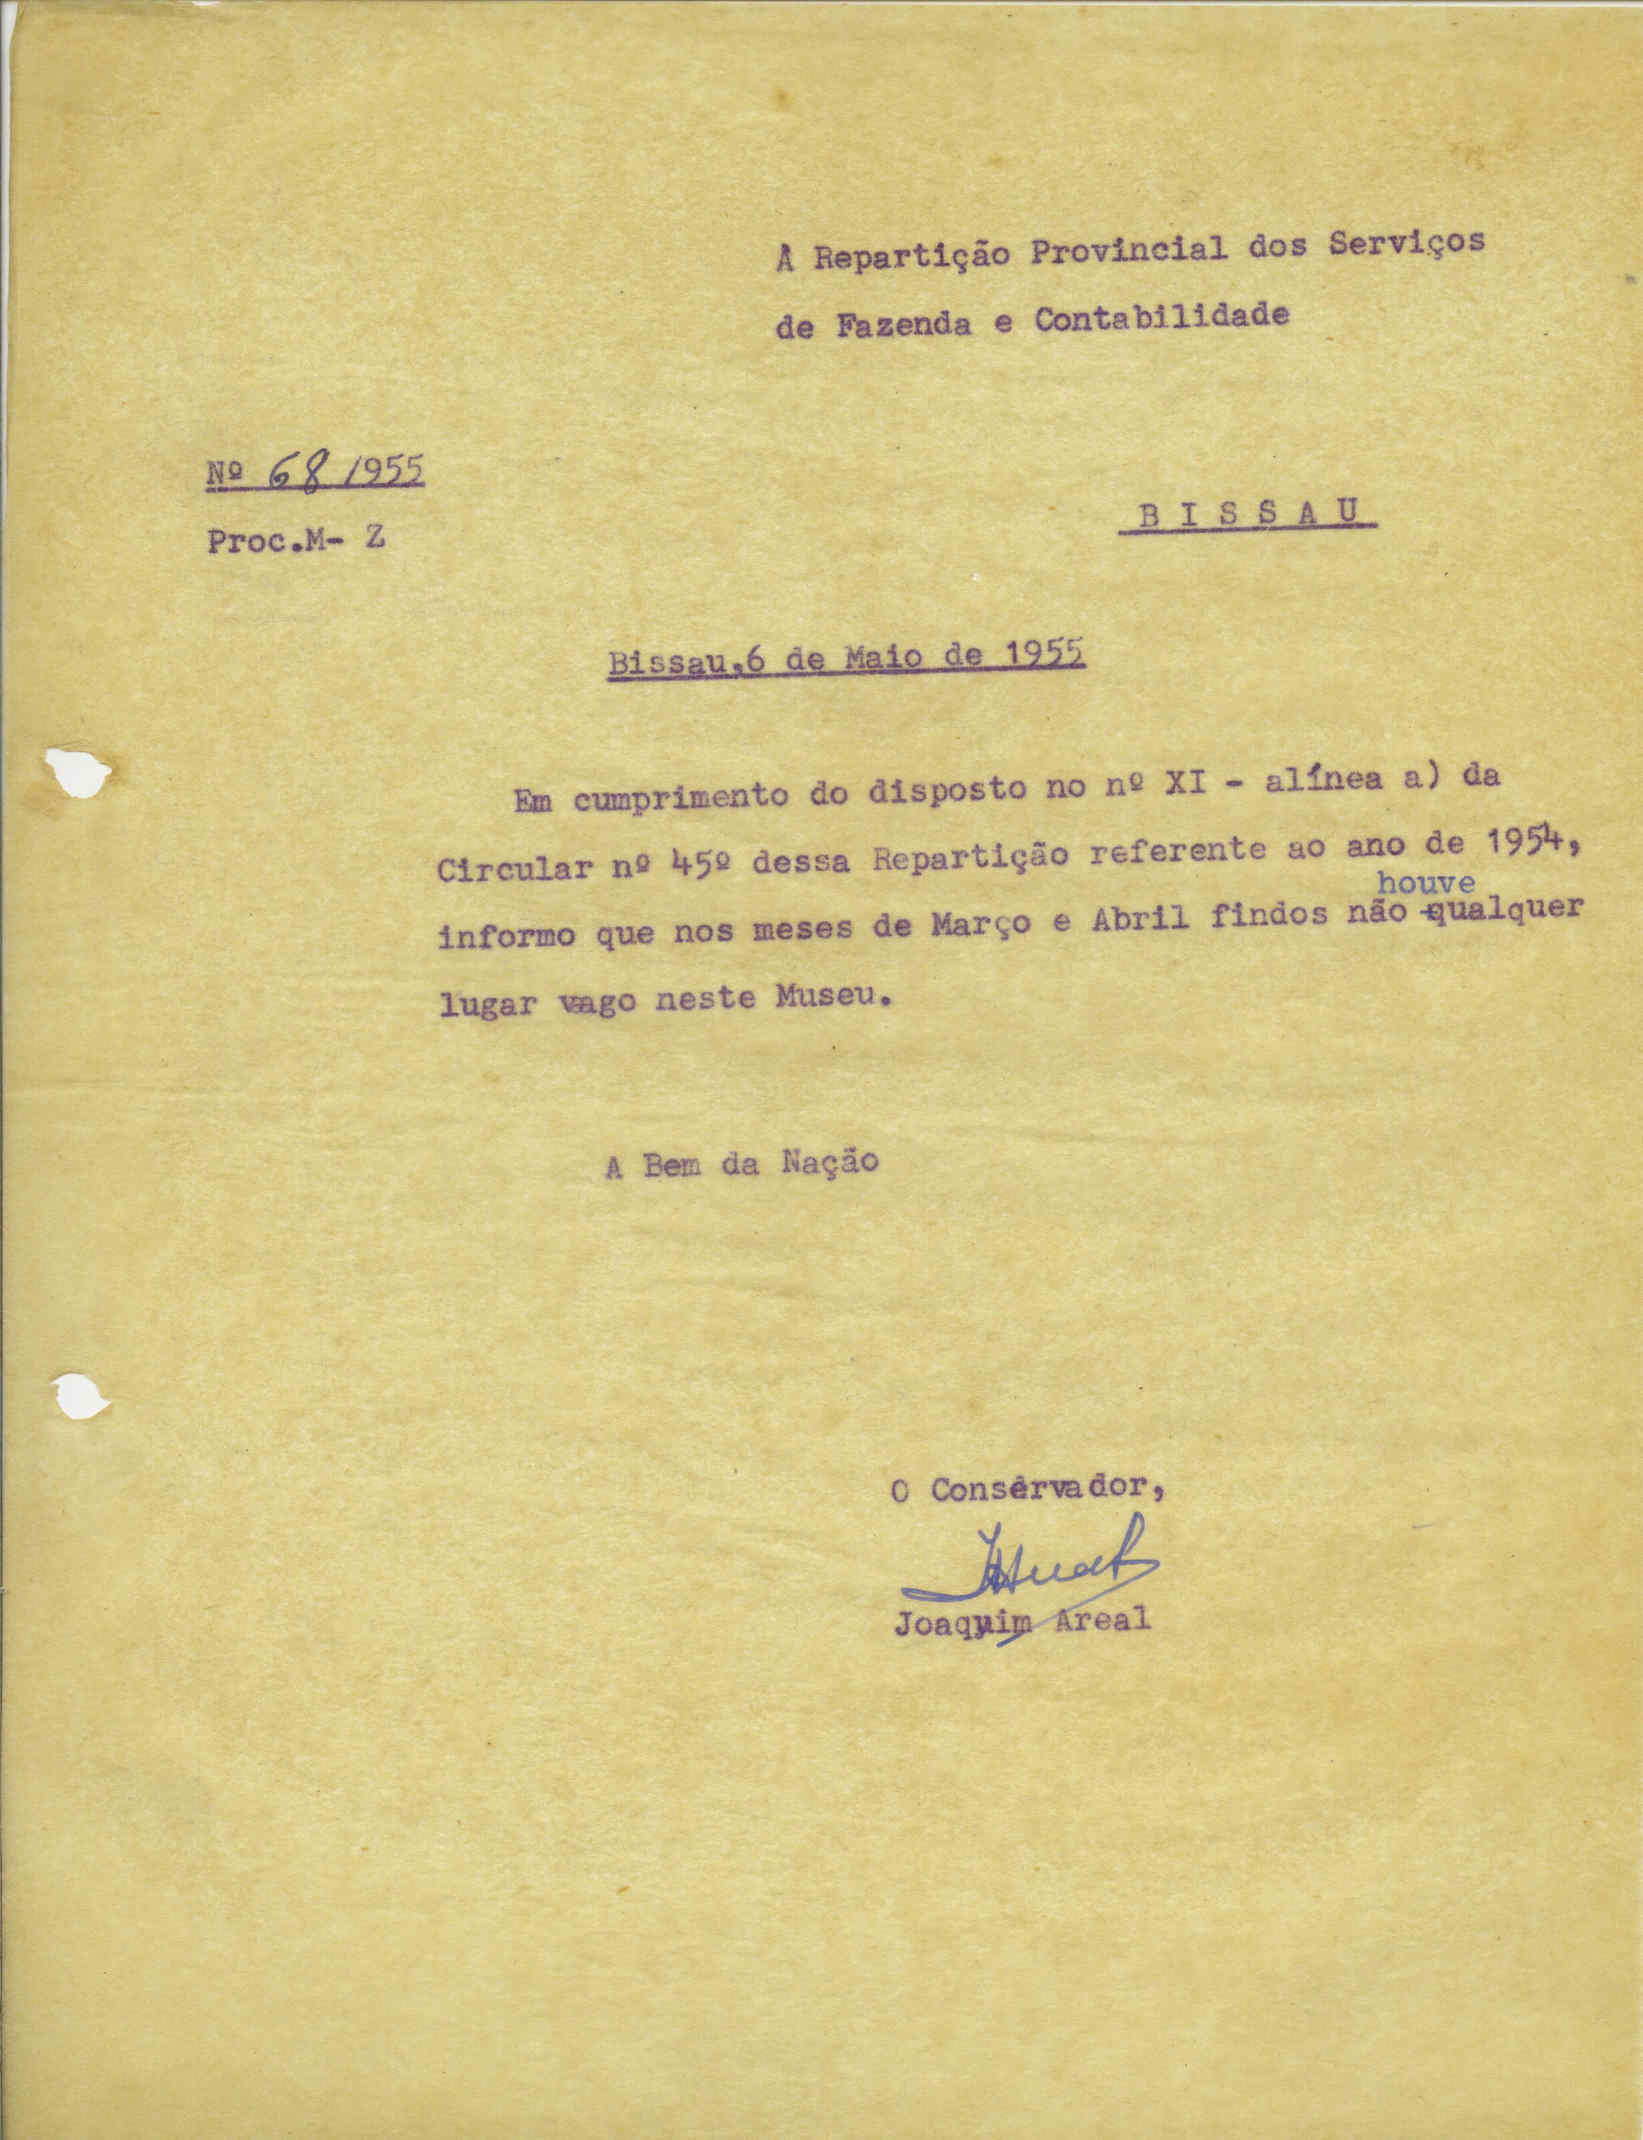 À Repartição Provincial dos Serviços
de Fazenda e Contabilidade
Nº 68/1955
BISSAU
Proc.M- Z
Bissau,6 de Maio de 1955
Em cumprimento do disposto no nº XI - alínea a) da
Circular nº 45º dessa Repartição referente ao ano de 1954,
houve
informo que nos meses de Março e Abril findos não qualquer
lugar vago neste Museu.
A Bem da Nação
O Consêrvador,
Joaquim Areal